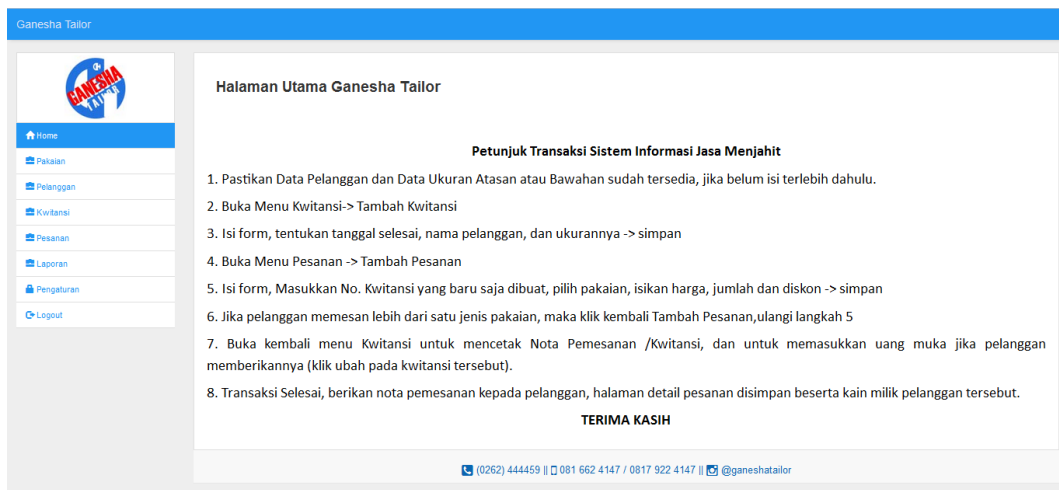 Ganesha Tailor
GANESHA
TAILOR
Home
Pakaian
Pelanggan
Kwitansi
Pesanan
Laporan
Pengaturan
Logout
Halaman Utama Ganesha Tailor
Petunjuk Transaksi Sistem Informasi Jasa Menjahit
1. Pastikan Data Pelanggan dan Data Ukuran Atasan atau Bawahan sudah tersedia, jika belum isi terlebih dahulu.
2. Buka Menu Kwitansi-> Tambah Kwitansi
3. Isi form, tentukan tanggal selesai, nama pelanggan, dan ukurannya -> simpan
4. Buka Menu Pesanan -> Tambah Pesanan
5. Isi form, Masukkan No. Kwitansi yang baru saja dibuat, pilih pakaian, isikan harga, jumlah dan diskon -> simpan
6. Jika pelanggan memesan lebih dari satu jenis pakaian, maka klik kembali Tambah Pesanan,ulangi langkah 5
7. Buka kembali menu Kwitansi untuk mencetak Nota Pemesanan /Kwitansi, dan untuk memasukkan uang muka jika pelanggan
memberikannya (klik ubah pada kwitansi tersebut).
8. Transaksi Selesai, berikan nota pemesanan kepada pelanggan, halaman detail pesanan disimpan beserta kain milik pelanggan tersebut.
TERIMA KASIH
(0262) 444459 || 081 662 4147 / 0817 922 4147 || @ganeshatailor